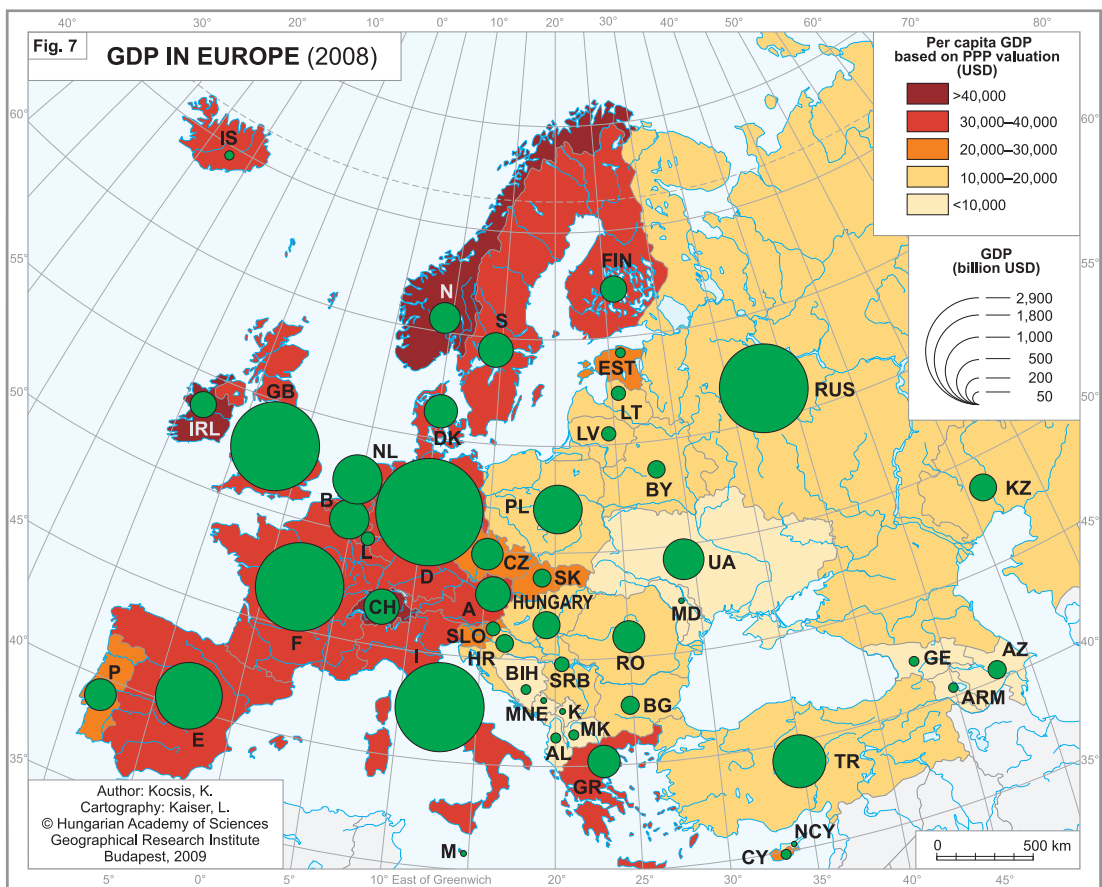 40° 30° 20° 10° 0° 10° 20° 30° 40° 50° 60° 70° 80°
Fig. 7
GDP IN EUROPE (2008)
Per capita GDP
based on PPP valuation
(USD)
>40,000
30,000–40,000
20,000–30,000
10,000–20,000
<10,000
GDP
(billion USD)
2,900
1,800
1,000
500
200
50
60°
55°
50°
45°
40°
35°
60°
55°
50°
45°
40°
35°
IS
FIN
N
S
EST
RUS
GB
IRL
LT
DK
LV
NL
BY
KZ
B
PL
L
CZ
UA
D
SK
CH
A
HUNGARY
MD
SLO
F
I
HR
RO
GE
AZ
P
BIH
SRB
ARM
MNE
K
BG
E
MK
AL
TR
GR
NCY
M
CY
Author: Kocsis, K.
Cartography: Kaiser, L.
© Hungarian Academy of Sciences
Geographical Research Institute
Budapest, 2009
0 500 km
5° 0° 5° 10° East of Greenwich 15° 20° 25° 30° 35° 40° 45°